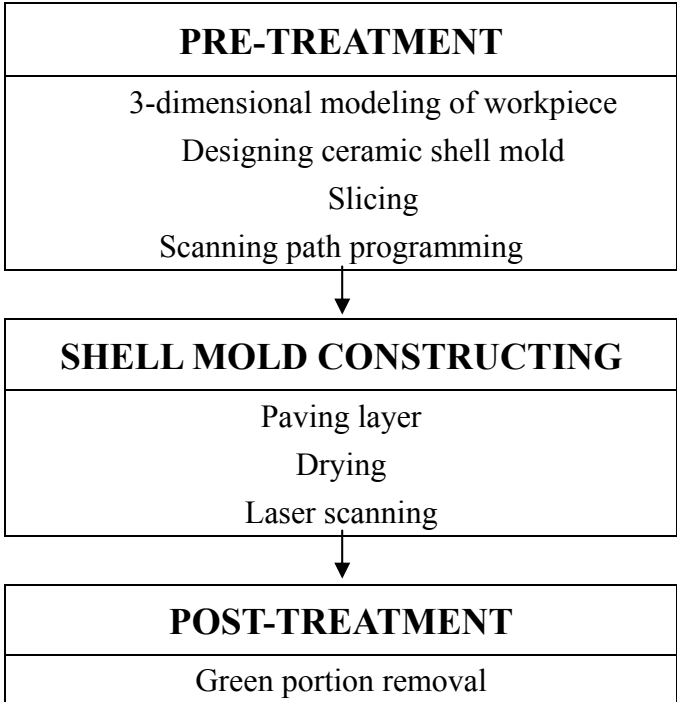 PRE-TREATMENT
3-dimensional modeling of workpiece
Designing ceramic shell mold
Slicing
Scanning path programming
SHELL MOLD CONSTRUCTING
Paving layer
Drying
Laser scanning
POST-TREATMENT
Green portion removal